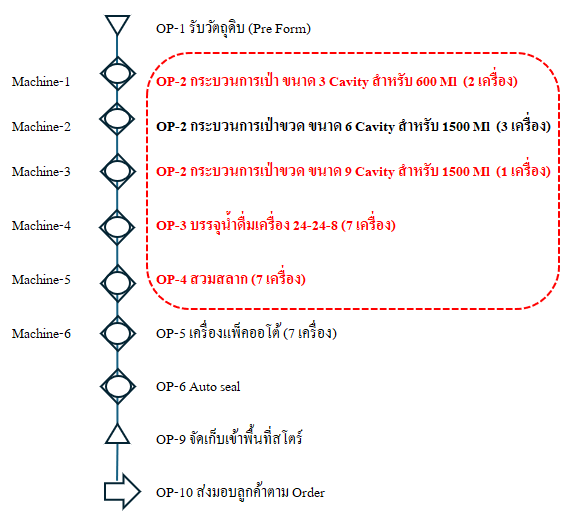 OP-1 รับวัตถุดิบ (Pre Form)
Machine-1 OP-2 กระบวนการเป่า ขนาด 3 Cavity สำหรับ 600 Ml (2 เครื่อง)
Machine-2 OP-2 กระบวนการเป่าขวด ขนาด 6 Cavity สำหรับ 1500 Ml (3 เครื่อง)
Machine-3 OP-2 กระบวนการเป่าขวด ขนาด 9 Cavity สำหรับ 1500 Ml (1 เครื่อง)
Machine-4 OP-3 บรรจุน้ำดื่มเครื่อง 24-24-8 (7 เครื่อง)
Machine-5 OP-4 สวมสลาก (7 เครื่อง)
Machine-6 OP-5 เครื่องแพ็คออโต้ (7 เครื่อง)
OP-6 Auto seal
OP-9 จัดเก็บเข้าพื้นที่สโตร์
OP-10 ส่งมอบลูกค้าตาม Order